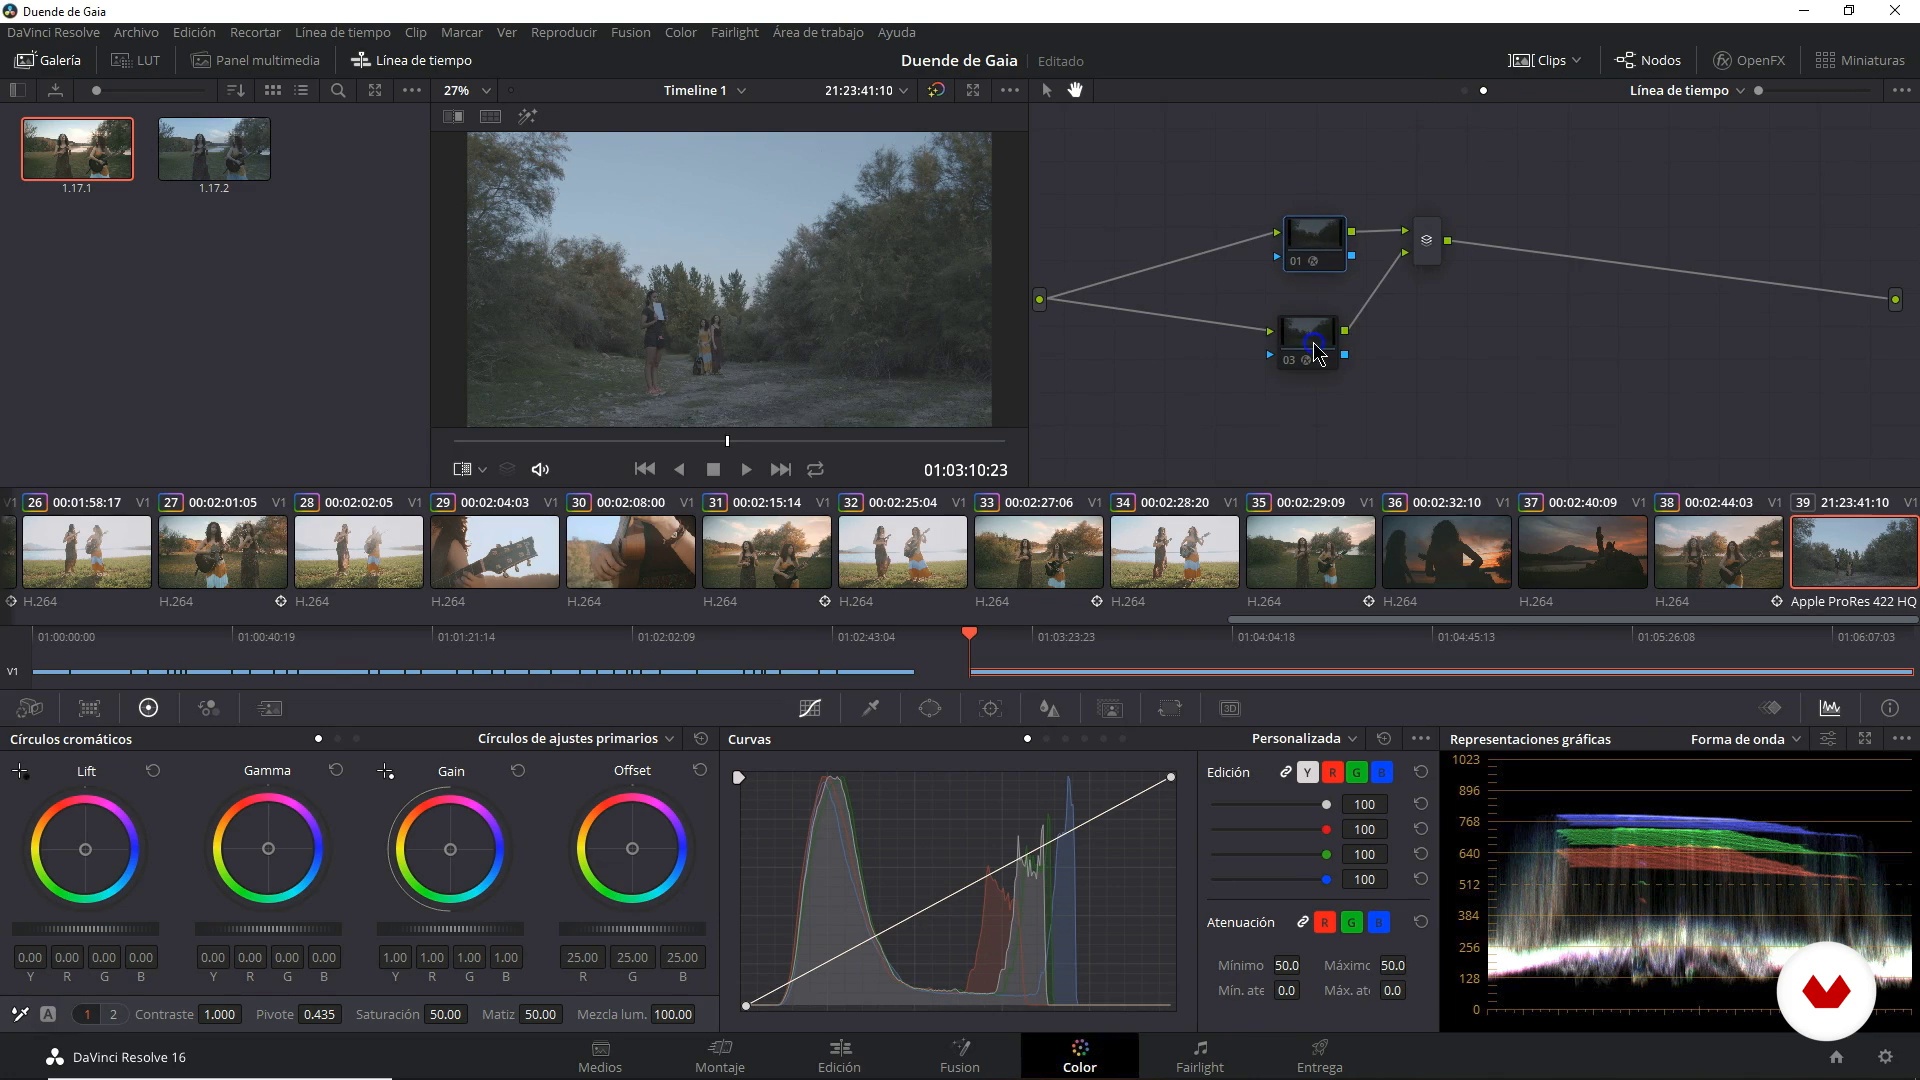 Duende de Gaia
DaVinci Resolve Archivo Edición Recortar Línea de tiempo Clip Marcar Ver Reproducir Fusion Color Fairlight Área de trabajo Ayuda
Galería LUT Panel multimedia Línea de tiempo Duende de Gaia Editado Clips Nodos OpenFX Miniaturas
27% Timeline 1 21:23:41:10 Línea de tiempo
1.17.1 1.17.2
01
03
01:03:10:23
V1 26 00:01:58:17 V1 27 00:02:01:05 V1 28 00:02:02:05 V1 29 00:02:04:03 V1 30 00:02:08:00 V1 31 00:02:15:14 V1 32 00:02:25:04 V1 33 00:02:27:06 V1 34 00:02:28:20 V1 35 00:02:29:09 V1 36 00:02:32:10 V1 37 00:02:40:09 V1 38 00:02:44:03 V1 39 21:23:41:10 V1
H.264 H.264 H.264 H.264 H.264 H.264 H.264 H.264 H.264 H.264 H.264 H.264 H.264 Apple ProRes 422 HQ
01:00:00:00 01:00:40:19 01:01:21:14 01:02:02:09 01:02:43:04 01:03:23:23 01:04:04:18 01:04:45:13 01:05:26:08 01:06:07:03
V1
3D
Círculos cromáticos Círculos de ajustes primarios Curvas Personalizada Representaciones gráficas Forma de onda
Lift Gamma Gain Offset
Edición Y R G B
100
100
100
100
Atenuación R G B
Mínimo 50.0 Máximo 50.0
Mín. ate 0.0 Máx. at 0.0
1023
896
768
640
512
384
256
128
0
0.00 0.00 0.00 0.00 0.00 0.00 0.00 0.00 1.00 1.00 1.00 1.00 25.00 25.00 25.00
Y R G B Y R G B Y R G B R G B
A 1 2 Contraste 1.000 Pivote 0.435 Saturación 50.00 Matiz 50.00 Mezcla lum. 100.00
DaVinci Resolve 16 Medios Montaje Edición Fusion Color Fairlight Entrega